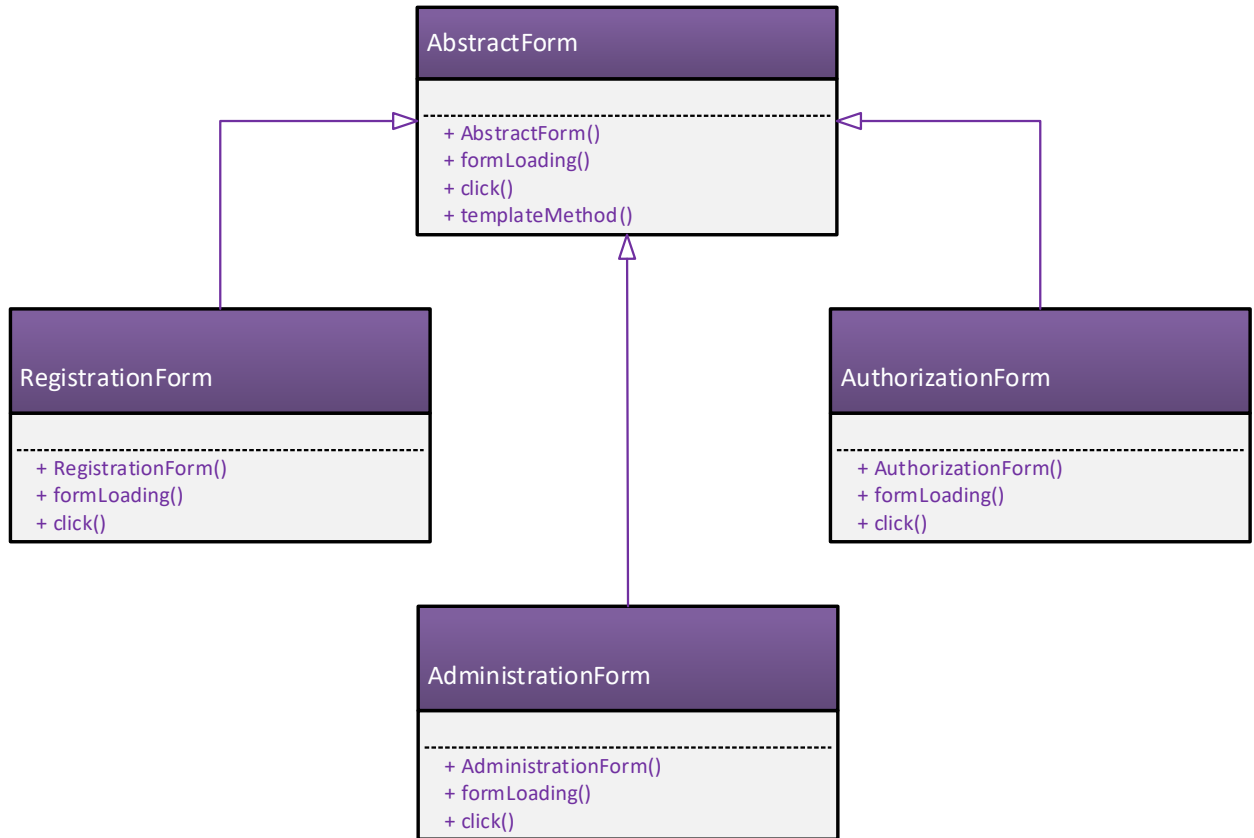 AbstractForm
+ AbstractForm()
+ formLoading()
+ click()
+ templateMethod()
RegistrationForm
+ RegistrationForm()
+ formLoading()
+ click()
AuthorizationForm
+ AuthorizationForm()
+ formLoading()
+ click()
AdministrationForm
+ AdministrationForm()
+ formLoading()
+ click()